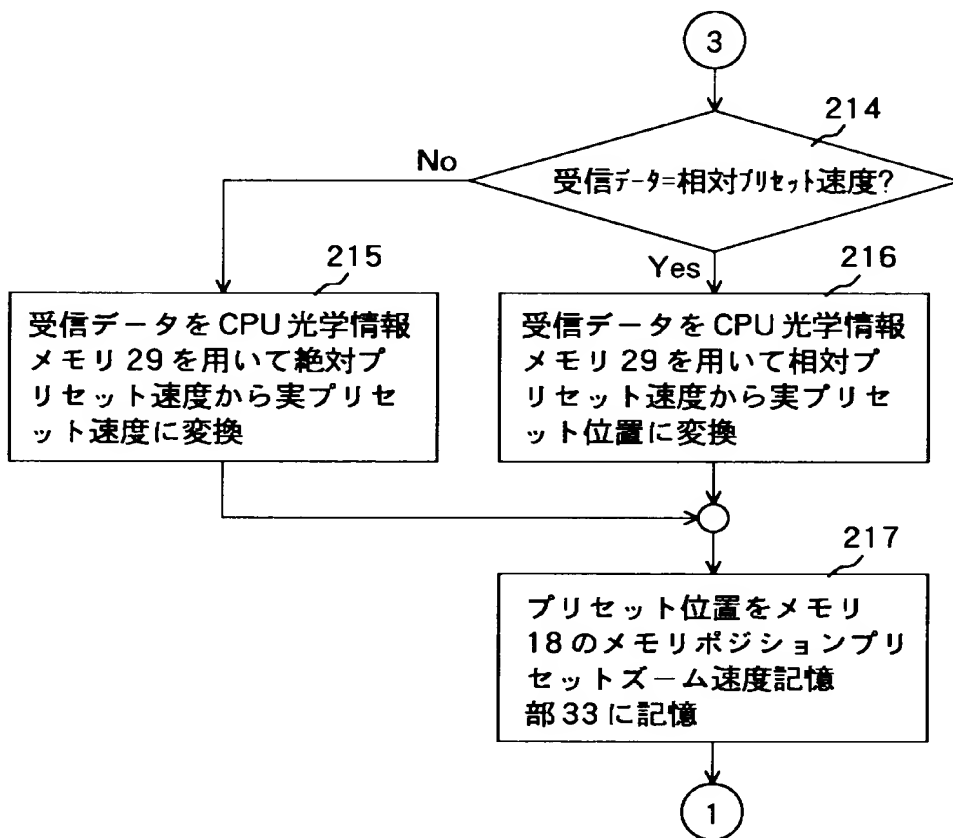 3
214
No
受信データ=相対プリセット速度?
Yes
215
受信データをCPU光学情報
メモリ29を用いて絶対プ
リセット速度から実プリセ
ット速度に変換
216
受信データをCPU光学情報
メモリ29を用いて相対プ
リセット速度から実プリセ
ット位置に変換
217
プリセット位置をメモリ
18のメモリポジションプリ
セットズーム速度記憶
部33に記憶
1